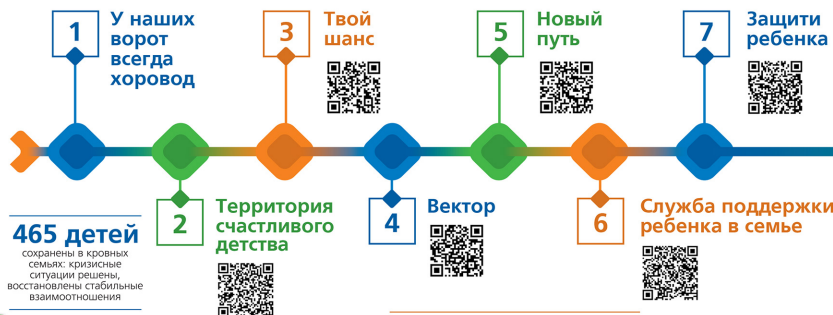 1
У наших
ворот
всегда
хоровод
3
Твой
шанс
5
Новый
путь
7
Защити
ребенка
2
Территория
счастливого
детства
4
Вектор
6
Служба поддержки
ребенка в семье
465 детей
сохранены в кровных
семьях: кризисные
ситуации решены,
восстановлены стабильные
взаимоотношения